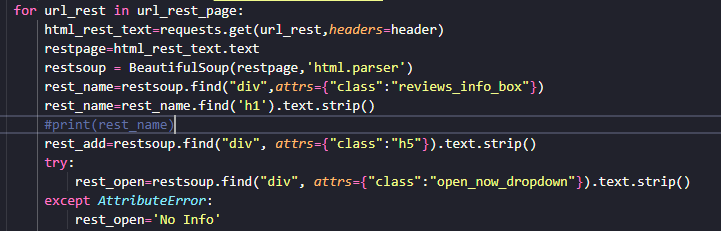 for url_rest in url_rest_page:
    html_rest_text=requests.get(url_rest,headers=header)
    restpage=html_rest_text.text
    restsoup = BeautifulSoup(restpage,'html.parser')
    rest_name=restsoup.find("div",attrs={"class":"reviews_info_box"})
    rest_name=rest_name.find('h1').text.strip()
    #print(rest_name)
    rest_add=restsoup.find("div", attrs={"class":"h5"}).text.strip()
    try:
        rest_open=restsoup.find("div", attrs={"class":"open_now_dropdown"}).text.strip()
    except AttributeError:
        rest_open='No Info'